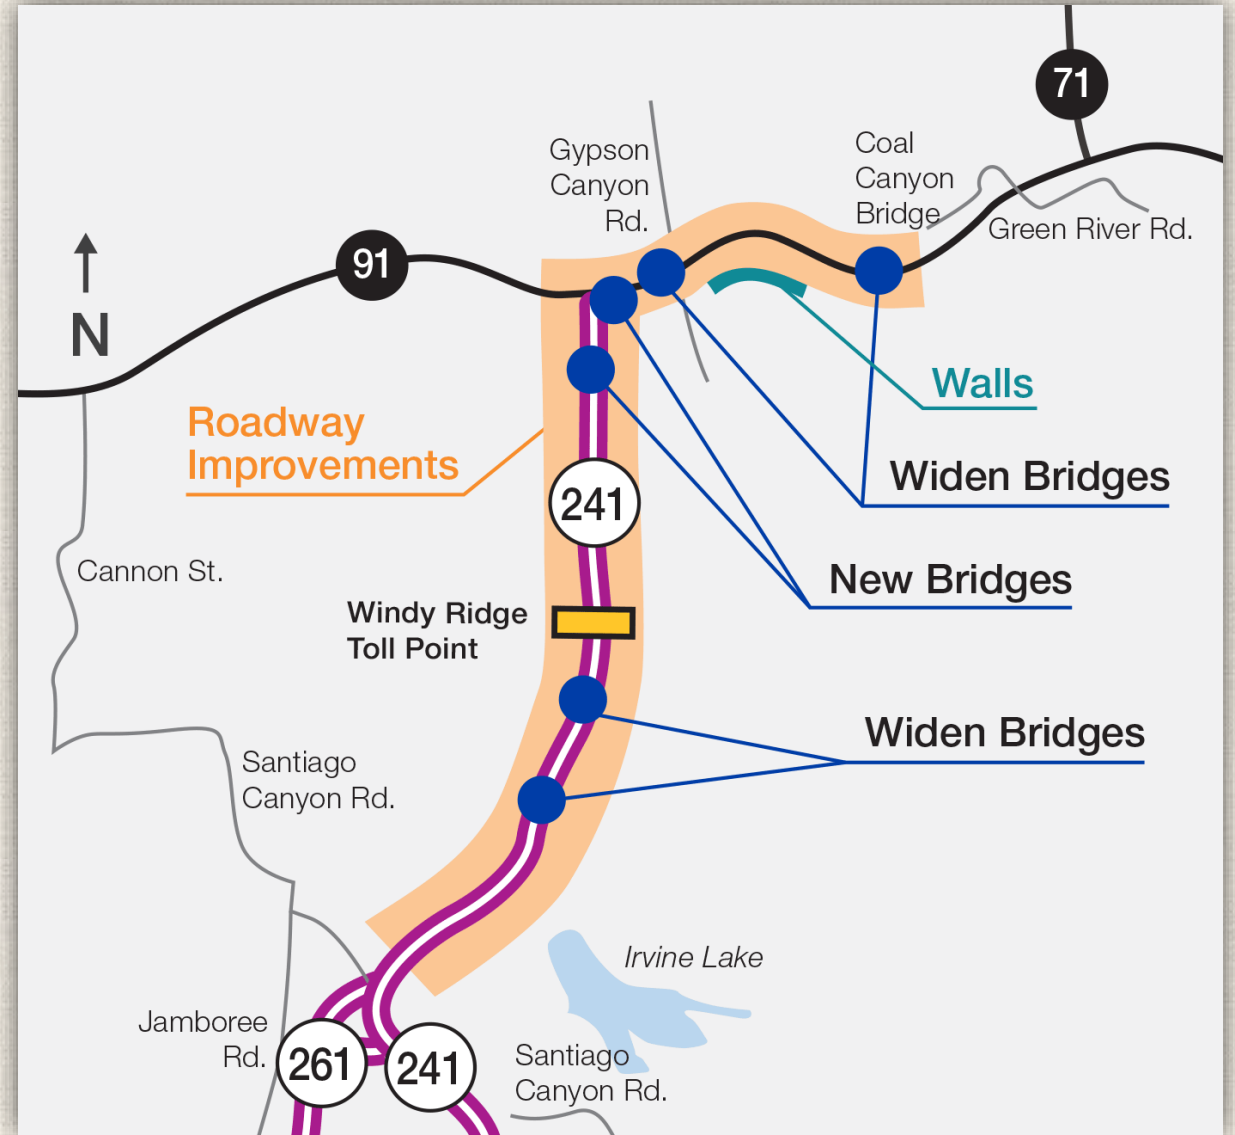 71
Gypson
Canyon
Rd.
Coal
Canyon
Bridge
Green River Rd.
91
N
Walls
Roadway
Improvements
Widen Bridges
241
New Bridges
Cannon St.
Windy Ridge
Toll Point
Widen Bridges
Santiago
Canyon Rd.
Irvine Lake
Jamboree
Rd.
261
241
Santiago
Canyon Rd.